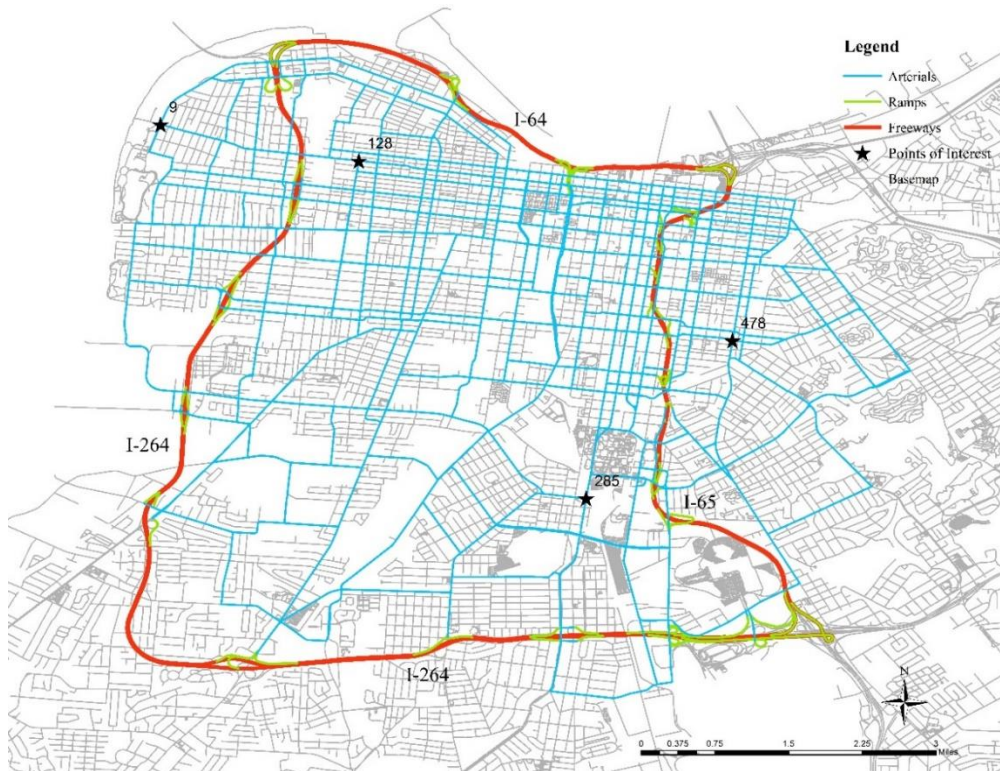 Legend
Arterials
Ramps
Freeways
Points of Interest
Basemap
9
128
I-64
478
I-264
285
I-65
I-264
N
0 0.375 0.75 1.5 2.25 3
Miles